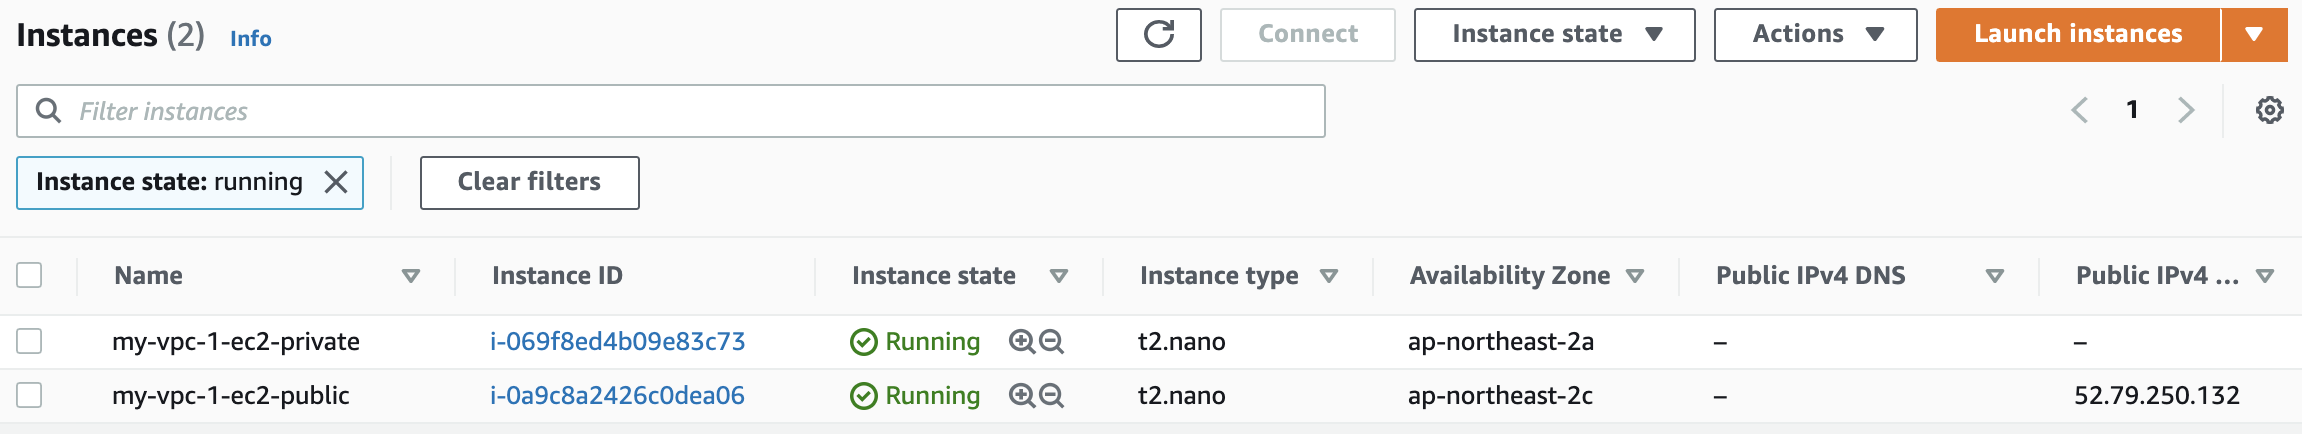 Instances (2) Info Connect Instance state Actions Launch instances
Filter instances 1
Instance state: running Clear filters
Name Instance ID Instance state Instance type Availability Zone Public IPv4 DNS Public IPv4 ...
my-vpc-1-ec2-private i-069f8ed4b09e83c73 Running t2.nano ap-northeast-2a – –
my-vpc-1-ec2-public i-0a9c8a2426c0dea06 Running t2.nano ap-northeast-2c – 52.79.250.132